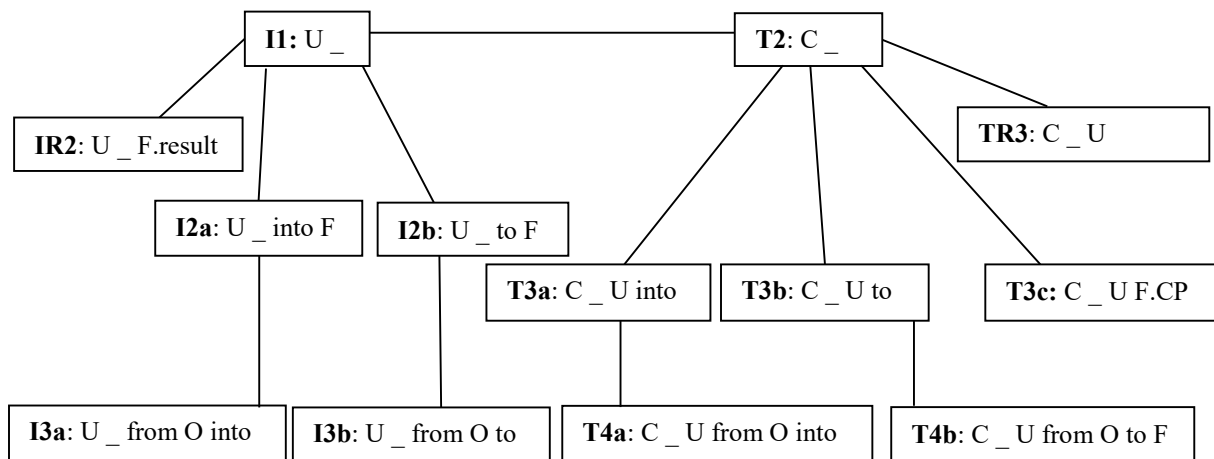 I1: U _
T2: C _
IR2: U _ F.result
TR3: C _ U
I2a: U _ into F
I2b: U _ to F
T3a: C _ U into
T3b: C _ U to
T3c: C _ U F.CP
I3a: U _ from O into
I3b: U _ from O to
T4a: C _ U from O into
T4b: C _ U from O to F